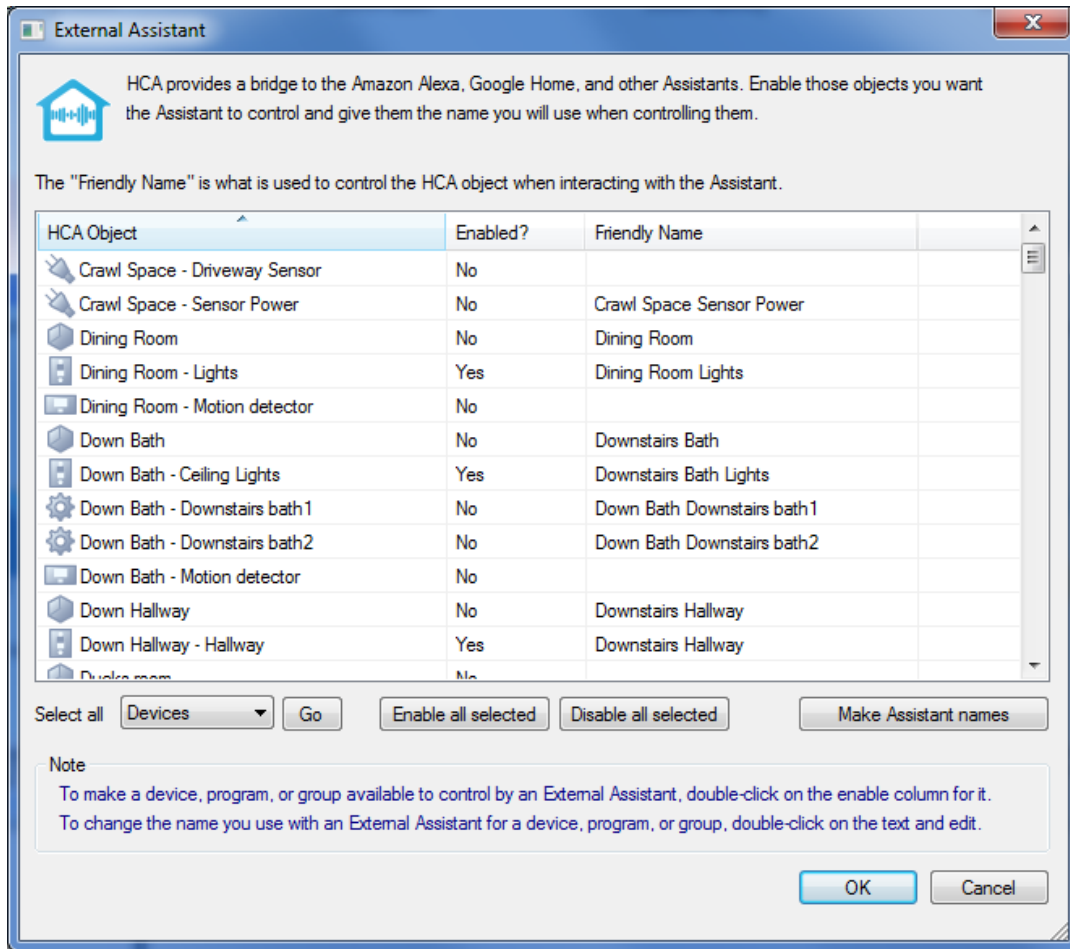 External Assistant
HCA provides a bridge to the Amazon Alexa, Google Home, and other Assistants. Enable those objects you want
the Assistant to control and give them the name you will use when controlling them.
The "Friendly Name" is what is used to control the HCA object when interacting with the Assistant.
HCA Object Enabled? Friendly Name
Crawl Space - Driveway Sensor No
Crawl Space - Sensor Power No Crawl Space Sensor Power
Dining Room No Dining Room
Dining Room - Lights Yes Dining Room Lights
Dining Room - Motion detector No
Down Bath No Downstairs Bath
Down Bath - Ceiling Lights Yes Downstairs Bath Lights
Down Bath - Downstairs bath1 No Down Bath Downstairs bath1
Down Bath - Downstairs bath2 No Down Bath Downstairs bath2
Down Bath - Motion detector No
Down Hallway No Downstairs Hallway
Down Hallway - Hallway Yes Downstairs Hallway
Ducks room No
Select all Devices Go Enable all selected Disable all selected Make Assistant names
Note
To make a device, program, or group available to control by an External Assistant, double-click on the enable column for it.
To change the name you use with an External Assistant for a device, program, or group, double-click on the text and edit.
OK Cancel